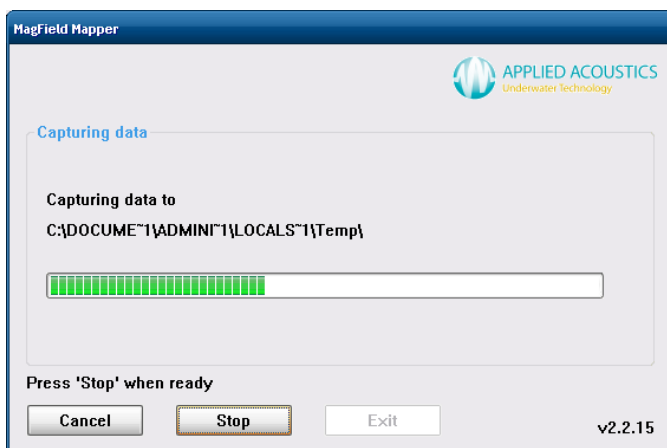 MagField Mapper
APPLIED ACOUSTICS
Underwater Technology
Capturing data
Capturing data to
C:\DOCUME~1\ADMINI~1\LOCALS~1\Temp\
Press 'Stop' when ready
Cancel
Stop
Exit
v2.2.15